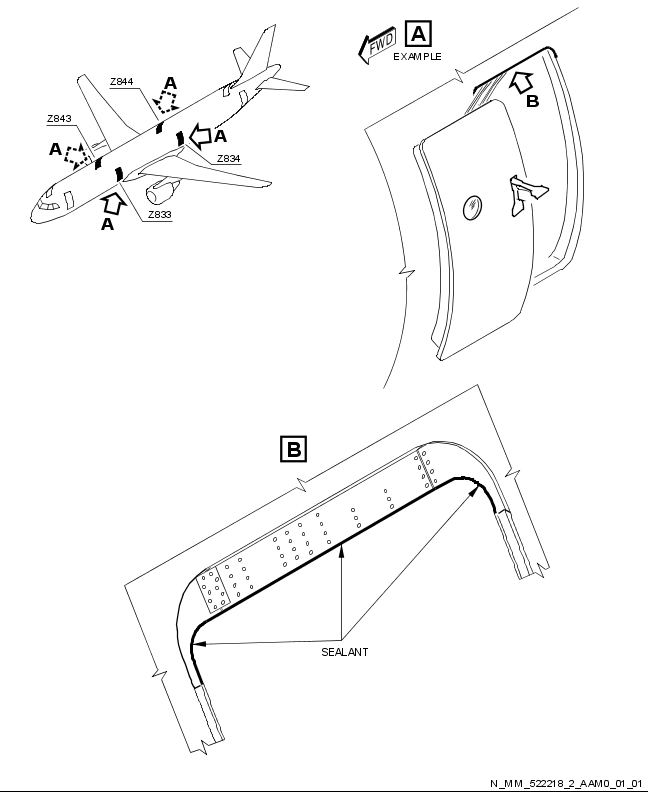 FWD
A
EXAMPLE
Z844
A
Z843
A
A
Z834
B
Z833
A
B
SEALANT
N_MM_522218_2_AAM0_01_01